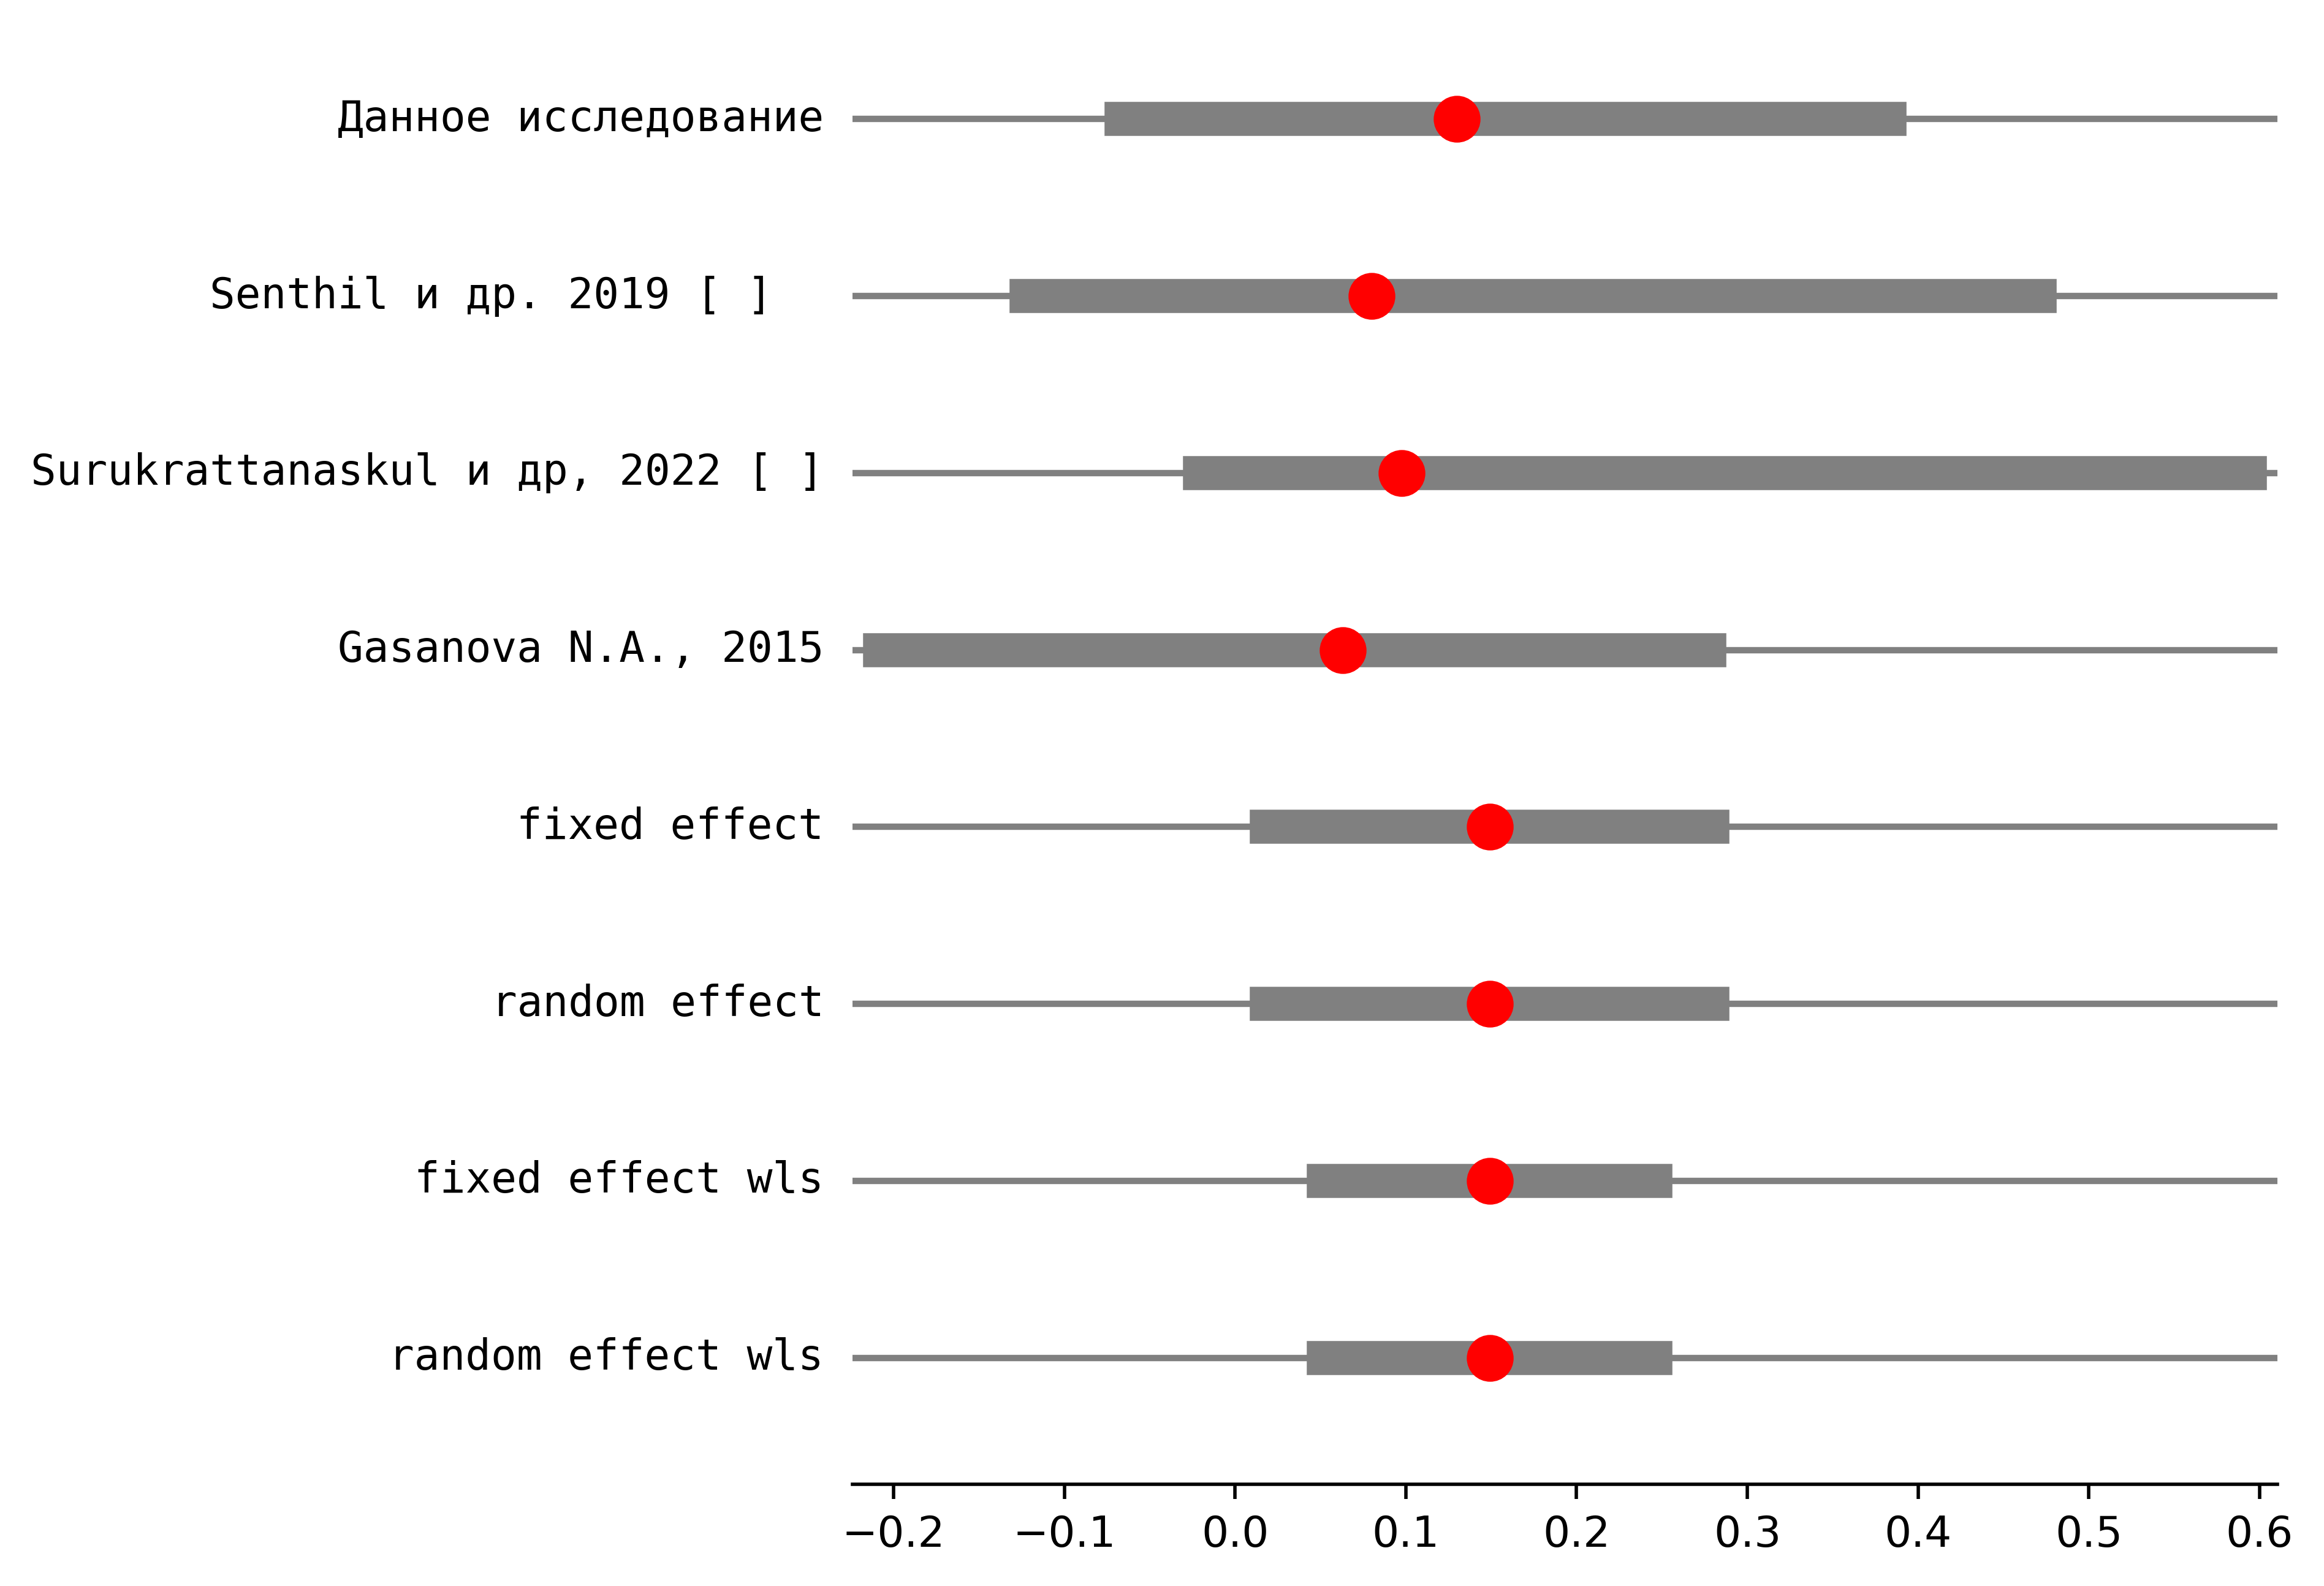 Данное исследование
Senthil и др. 2019 [ ]
Surukrattanaskul и др, 2022 [ ]
Gasanova N.A., 2015
fixed effect
random effect
fixed effect wls
random effect wls
−0.2 −0.1 0.0 0.1 0.2 0.3 0.4 0.5 0.6